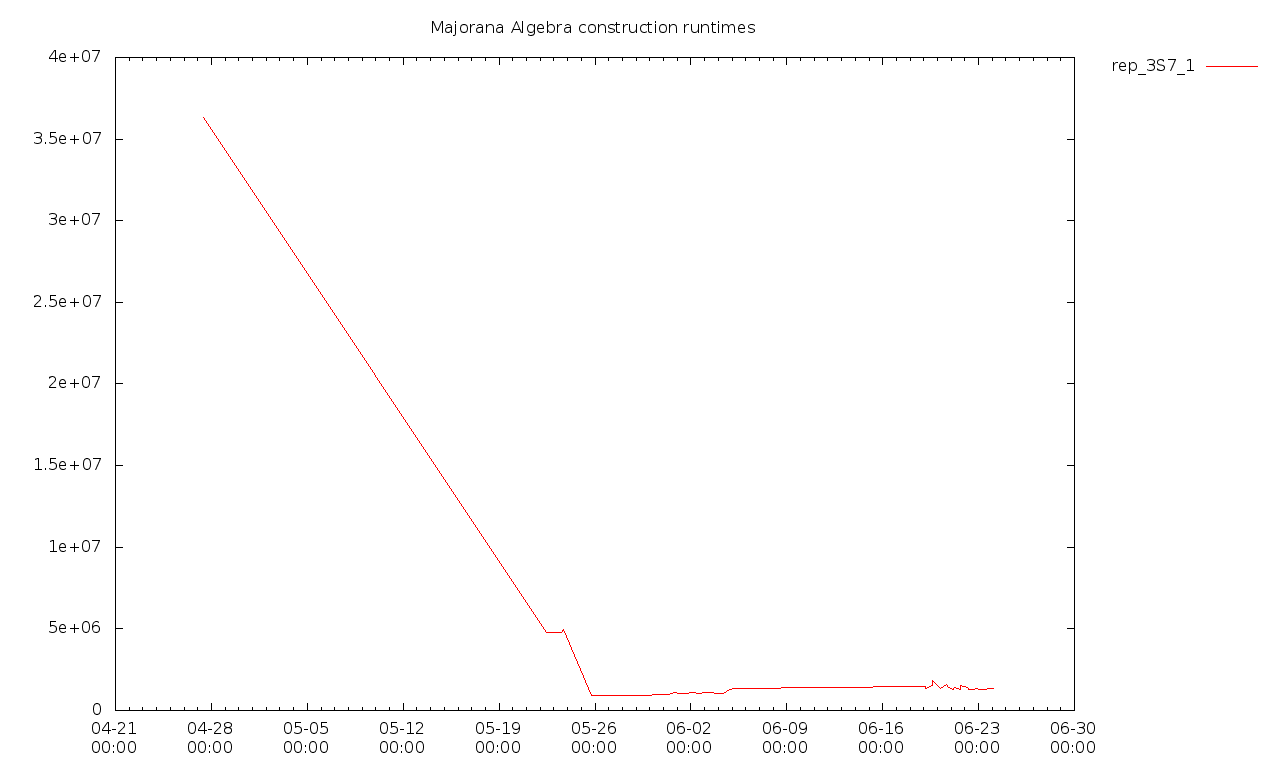 Majorana Algebra construction runtimes
rep_3S7_1
4e+07
3.5e+07
3e+07
2.5e+07
2e+07
1.5e+07
1e+07
5e+06
0
04-21 04-28 05-05 05-12 05-19 05-26 06-02 06-09 06-16 06-23 06-30
00:00 00:00 00:00 00:00 00:00 00:00 00:00 00:00 00:00 00:00 00:00